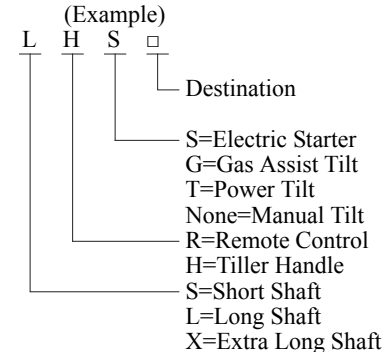 (Example)
L H S □
Destination
S=Electric Starter
G=Gas Assist Tilt
T=Power Tilt
None=Manual Tilt
R=Remote Control
H=Tiller Handle
S=Short Shaft
L=Long Shaft
X=Extra Long Shaft